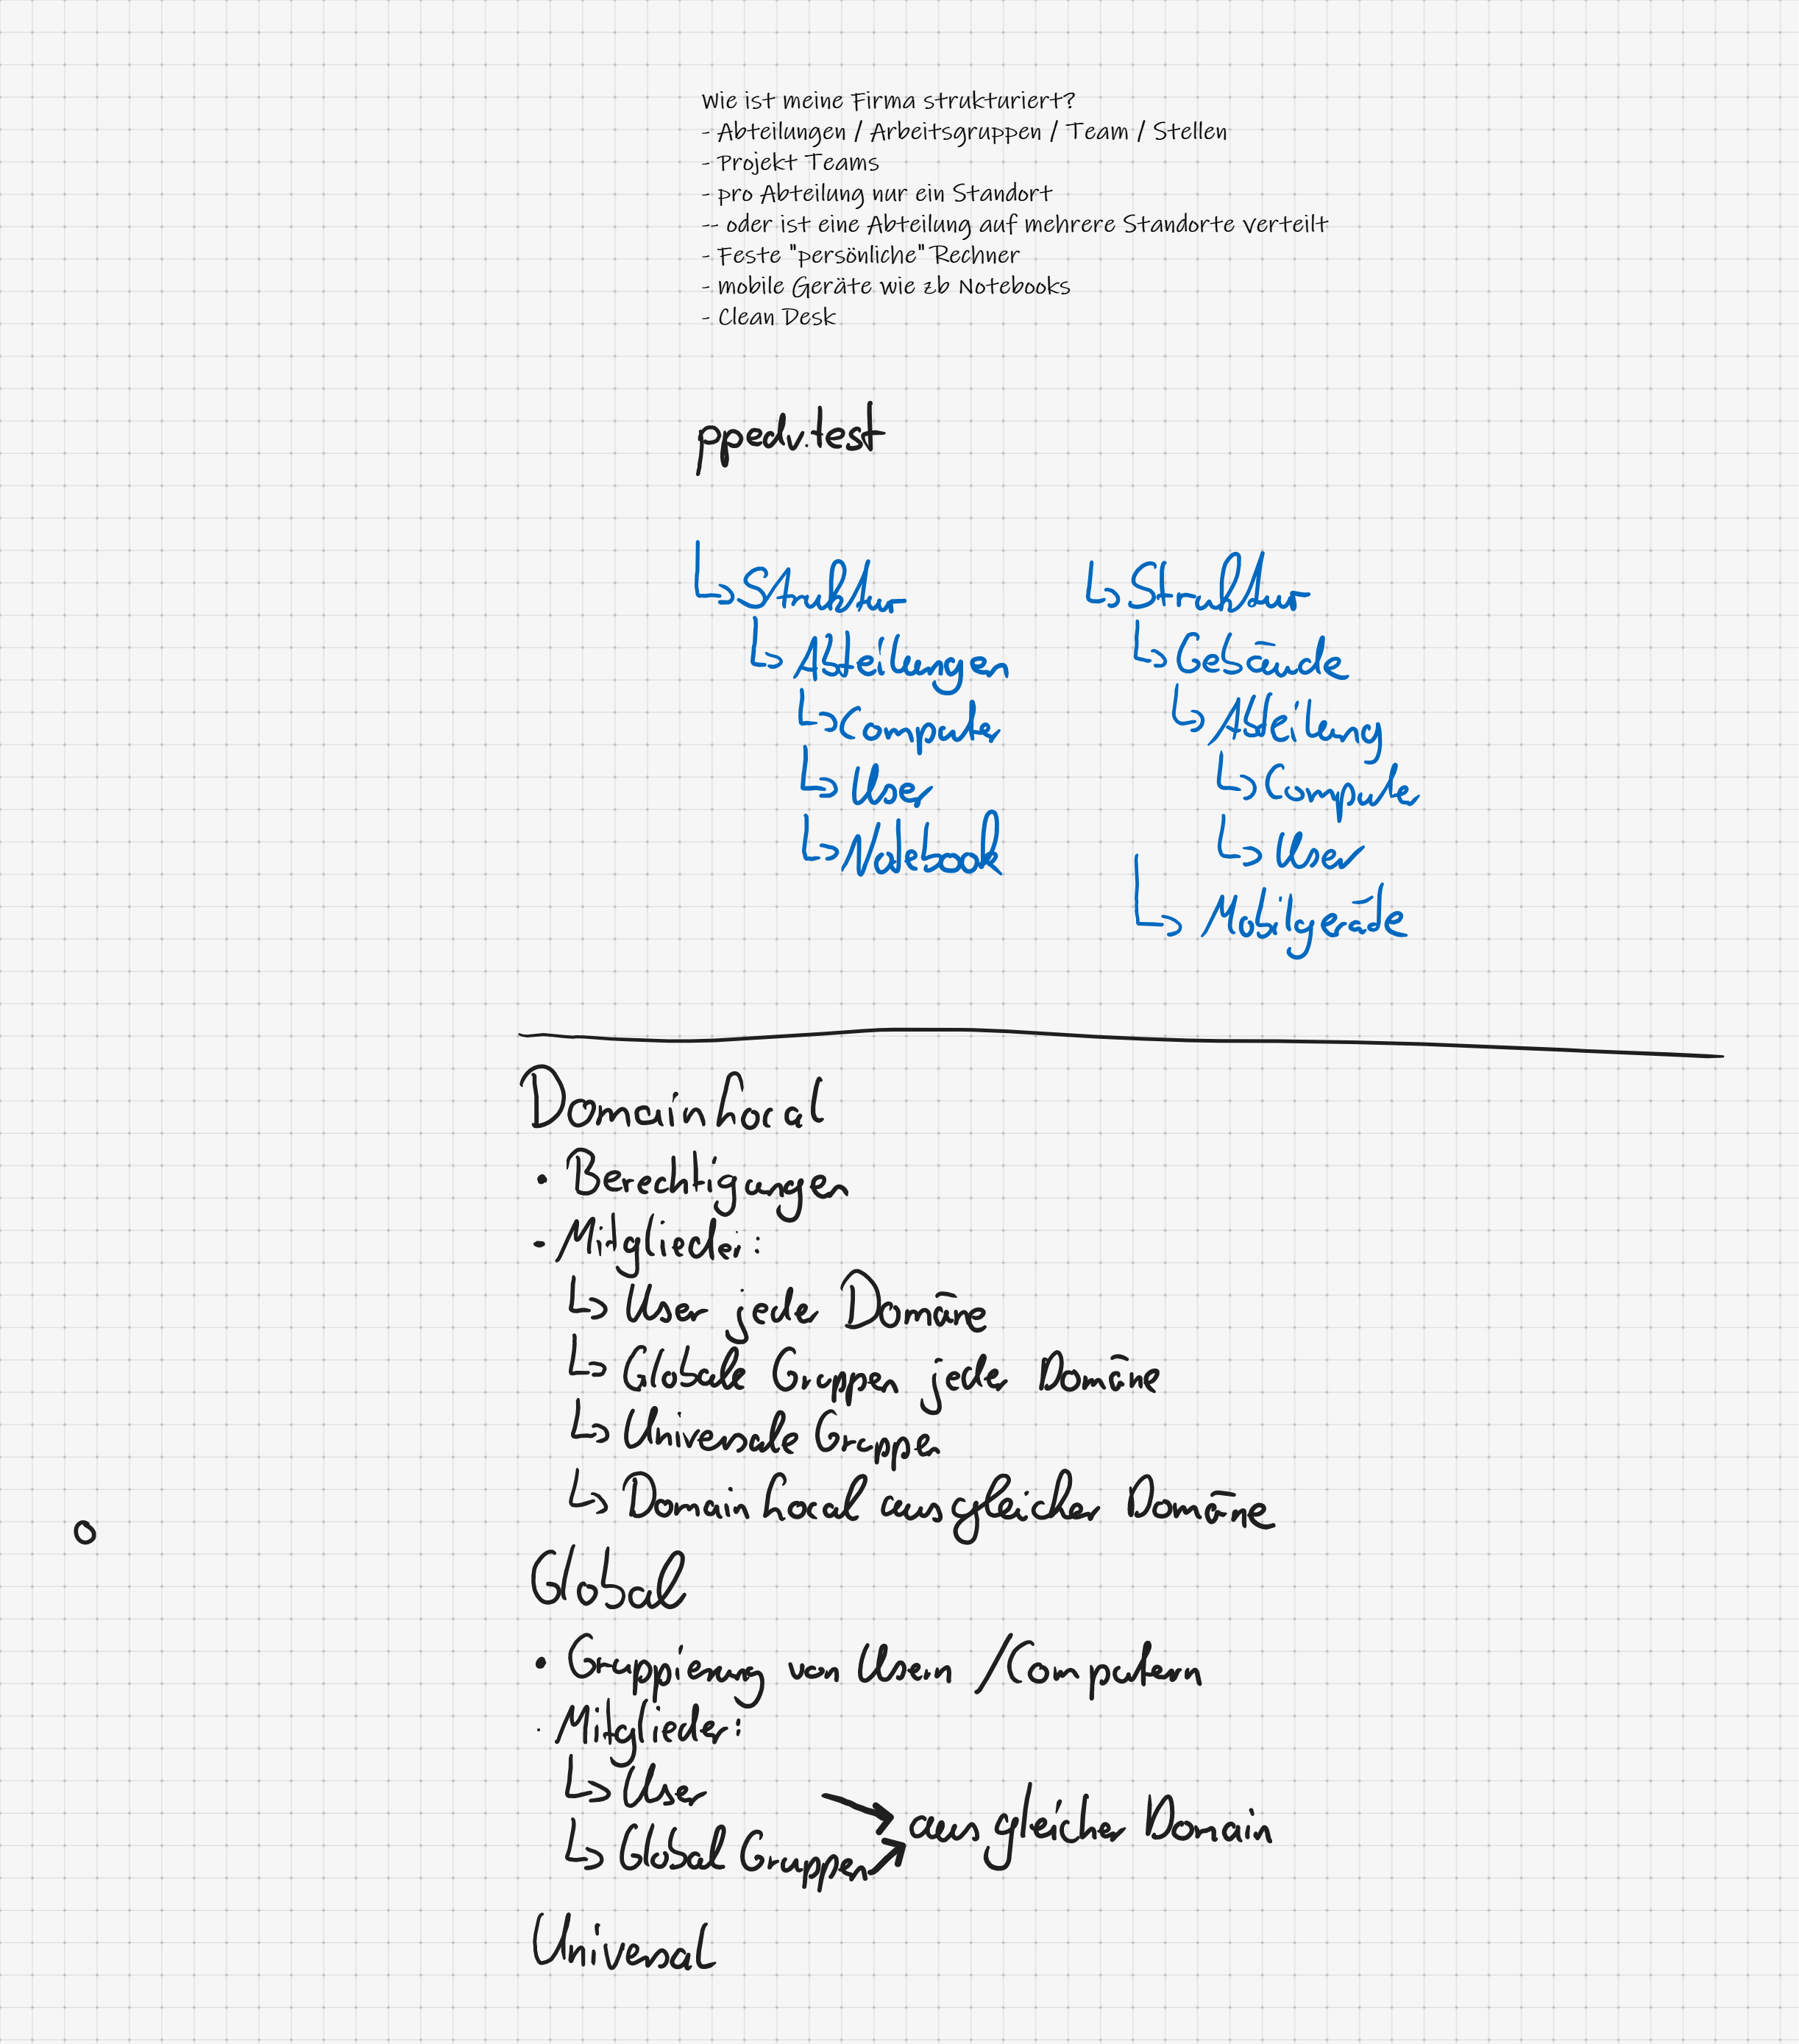 Wie ist meine Firma strukturiert?
- Abteilungen / Arbeitsgruppen / Team / Stellen
- Projekt Teams
- pro Abteilung nur ein Standort
-- oder ist eine Abteilung auf mehrere Standorte verteilt
- Feste "persönliche" Rechner
- mobile Geräte wie zb Notebooks
- Clean Desk
ppedv.test
↳ Struktur
↳ Abteilungen
↳ Computer
↳ User
↳ Notebook
↳ Struktur
↳ Gebäude
↳ Abteilung
↳ Computer
↳ User
↳ Mobilgeräte
Domain Local
• Berechtigungen
- Mitglieder:
↳ User jeder Domäne
↳ Globale Gruppen jeder Domäne
↳ Universale Gruppen
↳ Domain Local aus gleicher Domäne
Global
• Gruppierung von Usern / Computern
· Mitglieder:
↳ User
↳ Global Gruppen
aus gleicher Domain
Universal